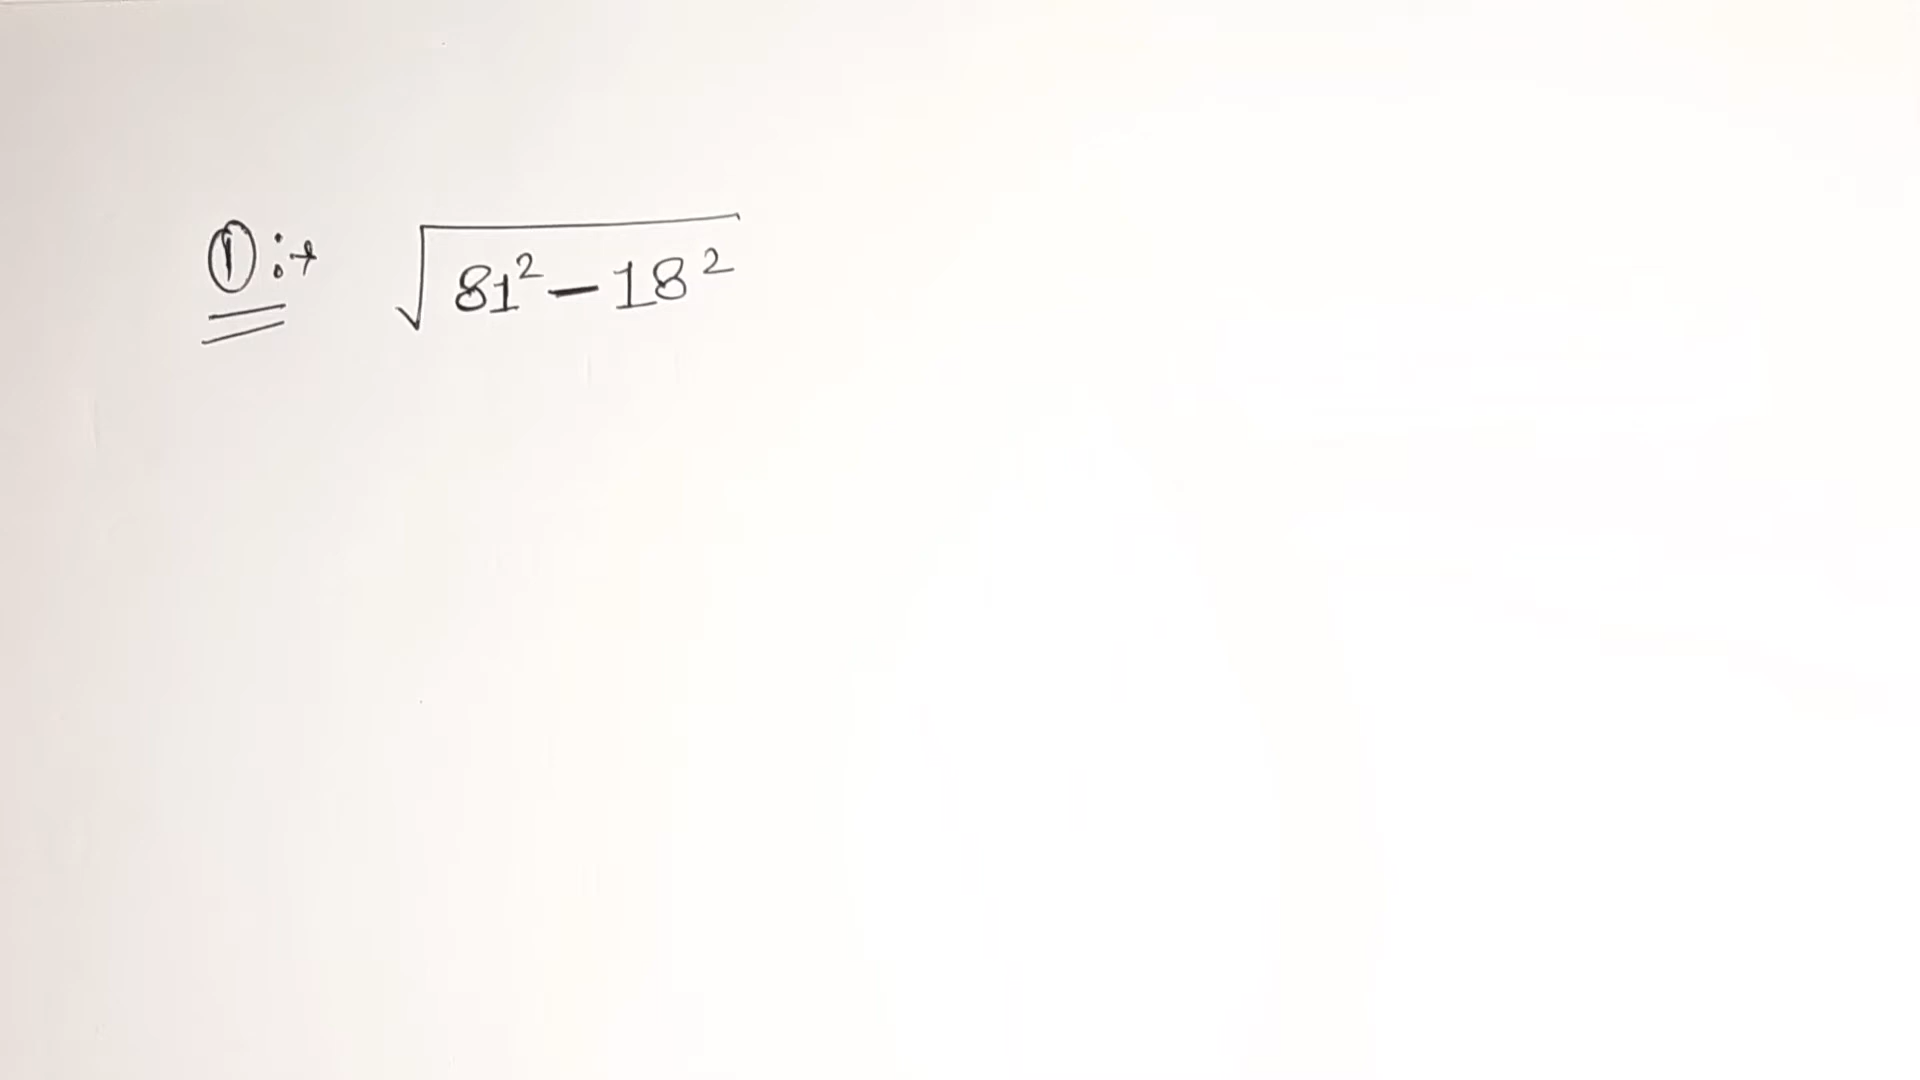 ① :→ √81² – 18²